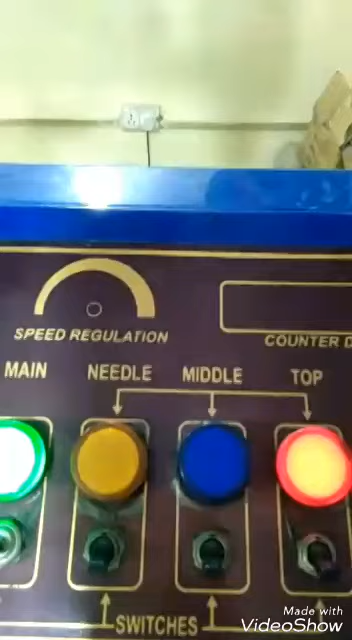 SPEED REGULATION
COUNTER D
MAIN NEEDLE MIDDLE TOP
SWITCHES
Made with
VideoShow